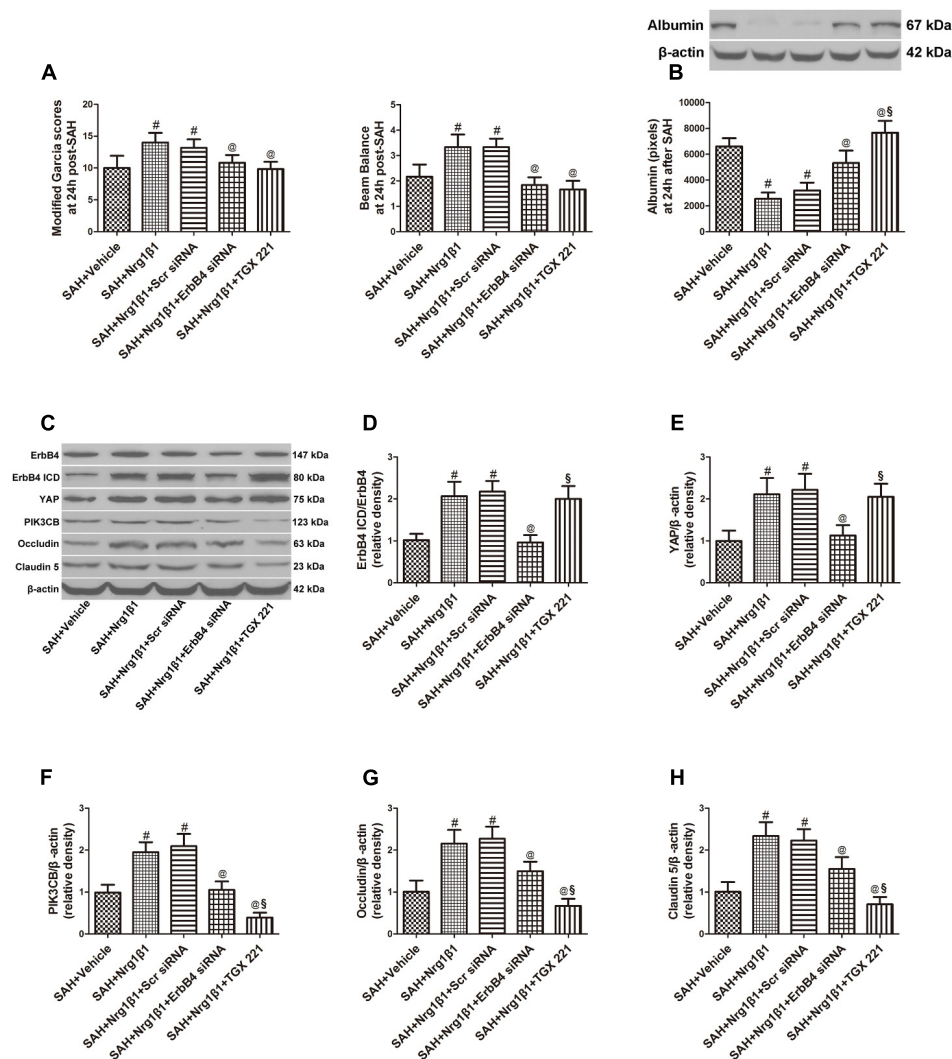 Albumin 67 kDa
β-actin 42 kDa
A
Modified Garcia scores
at 24h post-SAH
20
15
10
5
0
SAH+Vehicle
SAH+Nrg1β1
SAH+Nrg1β1+Scr siRNA
SAH+Nrg1β1+ErbB4 siRNA
SAH+Nrg1β1+TGX 221
# # @ @
Beam Balance
at 24h post-SAH
5
4
3
2
1
0
SAH+Vehicle
SAH+Nrg1β1
SAH+Nrg1β1+Scr siRNA
SAH+Nrg1β1+ErbB4 siRNA
SAH+Nrg1β1+TGX 221
# # @ @
B
Albumin (pixels)
at 24h after SAH
10000
8000
6000
4000
2000
0
SAH+Vehicle
SAH+Nrg1β1
SAH+Nrg1β1+Scr siRNA
SAH+Nrg1β1+ErbB4 siRNA
SAH+Nrg1β1+TGX 221
# # @ @§
C
ErbB4 147 kDa
ErbB4 ICD 80 kDa
YAP 75 kDa
PIK3CB 123 kDa
Occludin 63 kDa
Claudin 5 23 kDa
β-actin 42 kDa
SAH+Vehicle
SAH+Nrg1β1
SAH+Nrg1β1+Scr siRNA
SAH+Nrg1β1+ErbB4 siRNA
SAH+Nrg1β1+TGX 221
D
ErbB4 ICD/ErbB4
(relative density)
3
2
1
0
SAH+Vehicle
SAH+Nrg1β1
SAH+Nrg1β1+Scr siRNA
SAH+Nrg1β1+ErbB4 siRNA
SAH+Nrg1β1+TGX 221
# # @ §
E
YAP/β -actin
(relative density)
3
2
1
0
SAH+Vehicle
SAH+Nrg1β1
SAH+Nrg1β1+Scr siRNA
SAH+Nrg1β1+ErbB4 siRNA
SAH+Nrg1β1+TGX 221
# # @ §
F
PIK3CB/β -actin
(relative density)
3
2
1
0
SAH+Vehicle
SAH+Nrg1β1
SAH+Nrg1β1+Scr siRNA
SAH+Nrg1β1+ErbB4 siRNA
SAH+Nrg1β1+TGX 221
# # @ @§
G
Occludin/β -actin
(relative density)
3
2
1
0
SAH+Vehicle
SAH+Nrg1β1
SAH+Nrg1β1+Scr siRNA
SAH+Nrg1β1+ErbB4 siRNA
SAH+Nrg1β1+TGX 221
# # @ @§
H
Claudin 5/β -actin
(relative density)
3
2
1
0
SAH+Vehicle
SAH+Nrg1β1
SAH+Nrg1β1+Scr siRNA
SAH+Nrg1β1+ErbB4 siRNA
SAH+Nrg1β1+TGX 221
# # @ @§